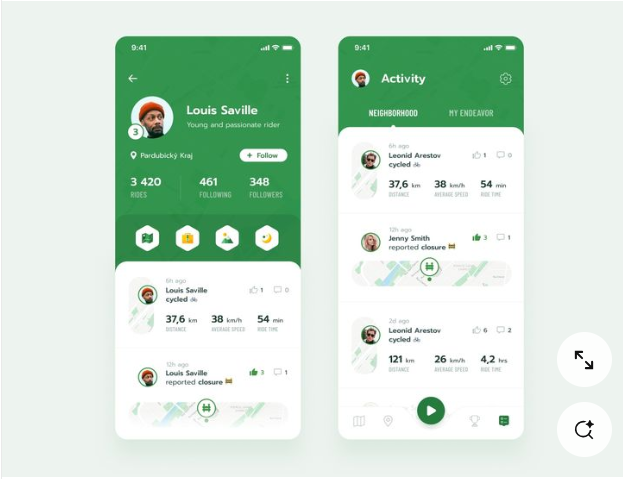 9:41
Louis Saville
Young and passionate rider
3
Pardubický Kraj
+ Follow
3 420
RIDES
461
FOLLOWING
348
FOLLOWERS
6h ago
Louis Saville
cycled
1
0
37,6 km
DISTANCE
38 km/h
AVERAGE SPEED
54 min
RIDE TIME
12h ago
Louis Saville
reported closure
3
1
9:41
Activity
NEIGHBORHOOD
MY ENDEAVOR
6h ago
Leonid Arestov
cycled
1
0
37,6 km
DISTANCE
38 km/h
AVERAGE SPEED
54 min
RIDE TIME
12h ago
Jenny Smith
reported closure
3
1
2d ago
Leonid Arestov
cycled
6
2
121 km
DISTANCE
26 km/h
AVERAGE SPEED
4,2 hrs
RIDE TIME